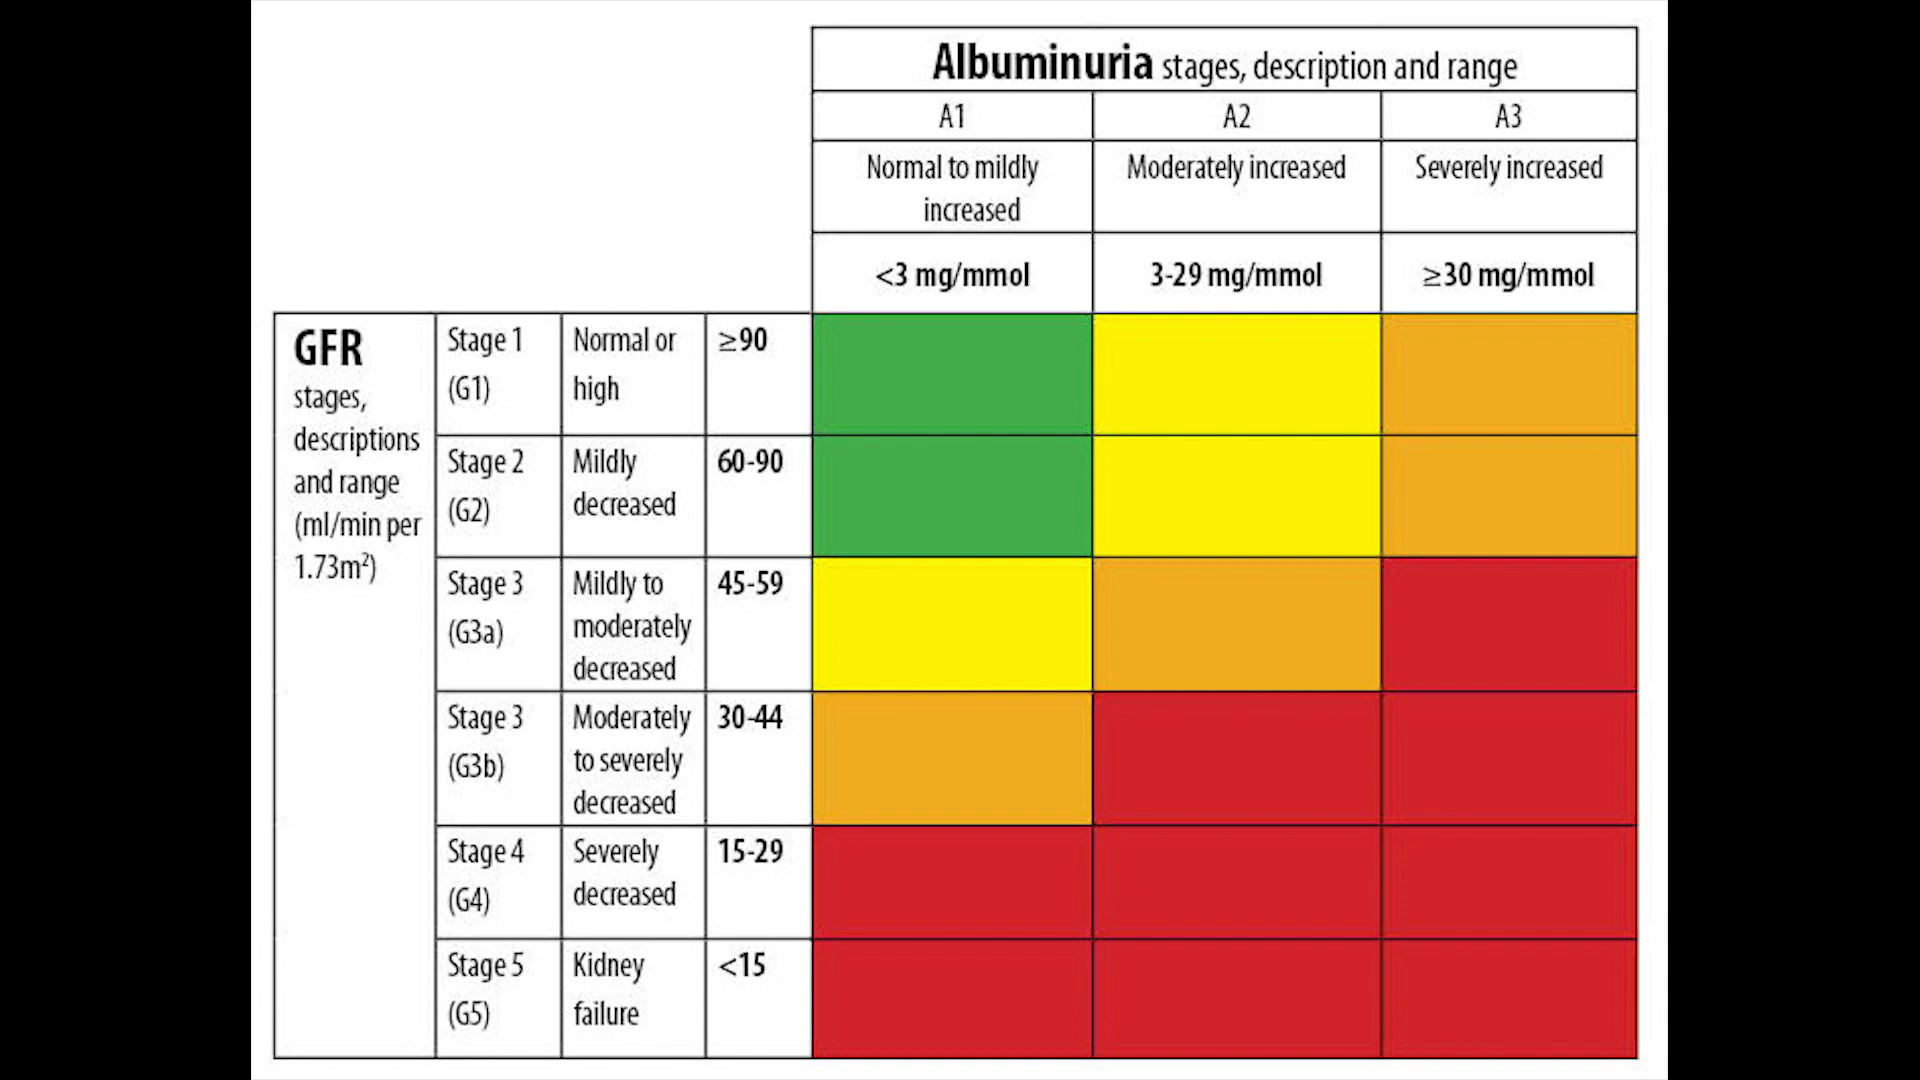 Albuminuria stages, description and range
A1
A2
A3
Normal to mildly
increased
Moderately increased
Severely increased
<3 mg/mmol
3-29 mg/mmol
≥30 mg/mmol
GFR
stages,
descriptions
and range
(ml/min per
1.73m²)
Stage 1
(G1)
Normal or
high
≥90
Stage 2
(G2)
Mildly
decreased
60-90
Stage 3
(G3a)
Mildly to
moderately
decreased
45-59
Stage 3
(G3b)
Moderately
to severely
decreased
30-44
Stage 4
(G4)
Severely
decreased
15-29
Stage 5
(G5)
Kidney
failure
<15